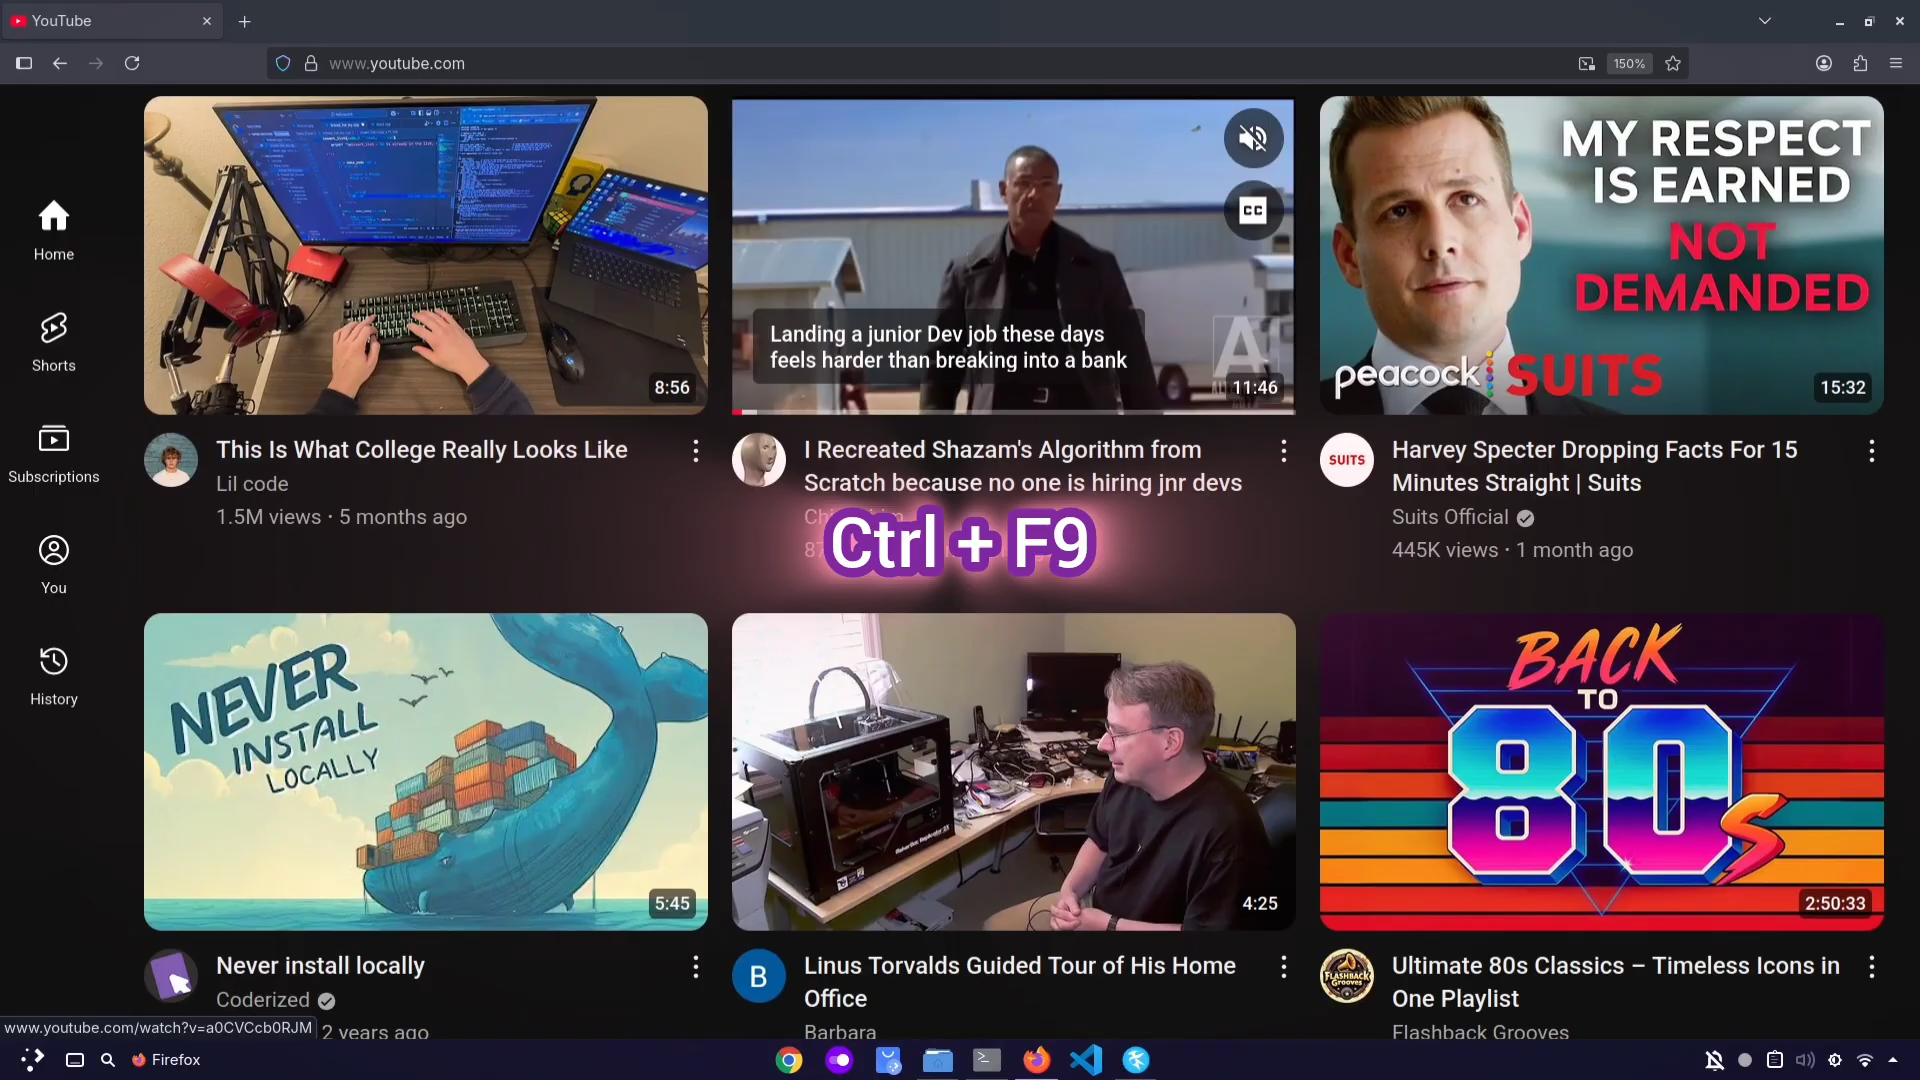 YouTube
www.youtube.com
150%
Home
Shorts
Subscriptions
You
History
8:56
This Is What College Really Looks Like
Lil code
1.5M views · 5 months ago
CC
Landing a junior Dev job these days
feels harder than breaking into a bank
11:46
I Recreated Shazam's Algorithm from
Scratch because no one is hiring jnr devs
MY RESPECT
IS EARNED
NOT
DEMANDED
peacock SUITS
15:32
SUITS
Harvey Specter Dropping Facts For 15
Minutes Straight | Suits
Suits Official
445K views · 1 month ago
Ctrl + F9
NEVER
INSTALL
LOCALLY
5:45
Never install locally
Coderized
2 years ago
4:25
B
Linus Torvalds Guided Tour of His Home
Office
Barbara
BACK
TO
80s
2:50:33
FLASHBACK
GROOVES
Ultimate 80s Classics – Timeless Icons in
One Playlist
Flashback Grooves
www.youtube.com/watch?v=a0CVCcb0RJM
Firefox